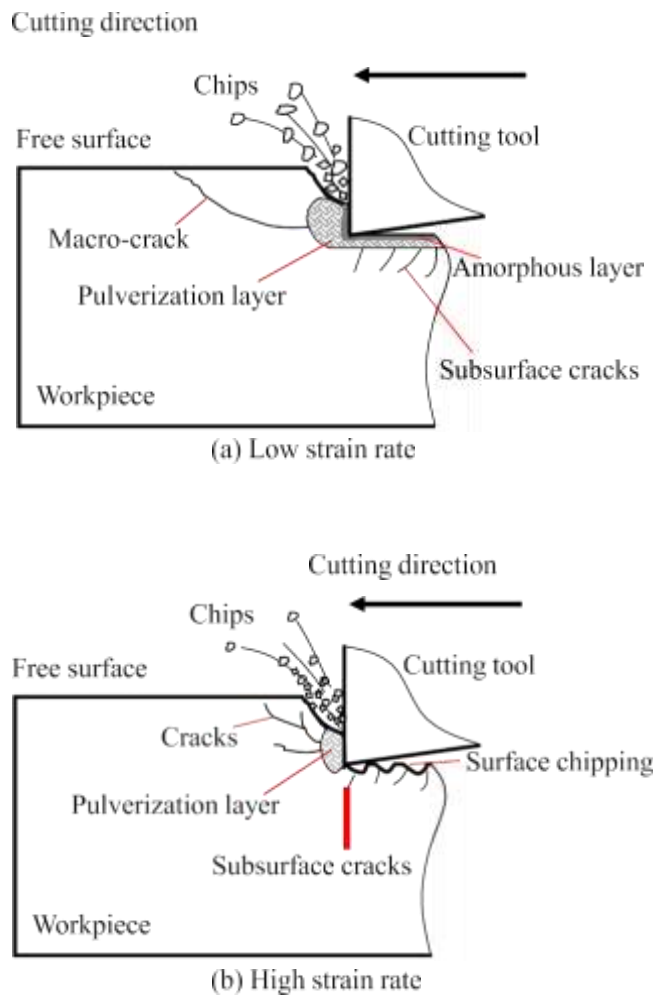 Cutting direction
Chips
Free surface
Cutting tool
Macro-crack
Amorphous layer
Pulverization layer
Subsurface cracks
Workpiece
(a) Low strain rate
Cutting direction
Chips
Free surface
Cutting tool
Cracks
Surface chipping
Pulverization layer
Subsurface cracks
Workpiece
(b) High strain rate